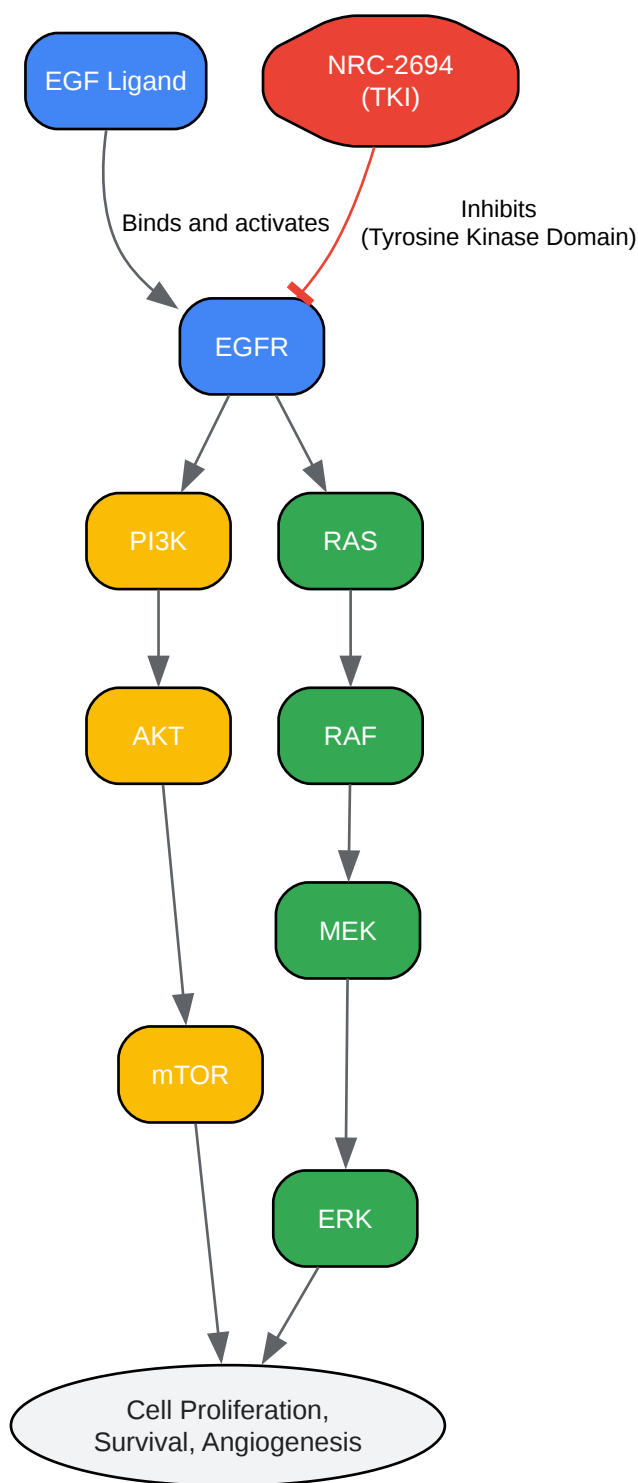 EGF Ligand
NRC-2694
(TKI)
Binds and activates
Inhibits
(Tyrosine Kinase Domain)
EGFR
PI3K
RAS
AKT
RAF
MEK
mTOR
ERK
Cell Proliferation,
Survival, Angiogenesis